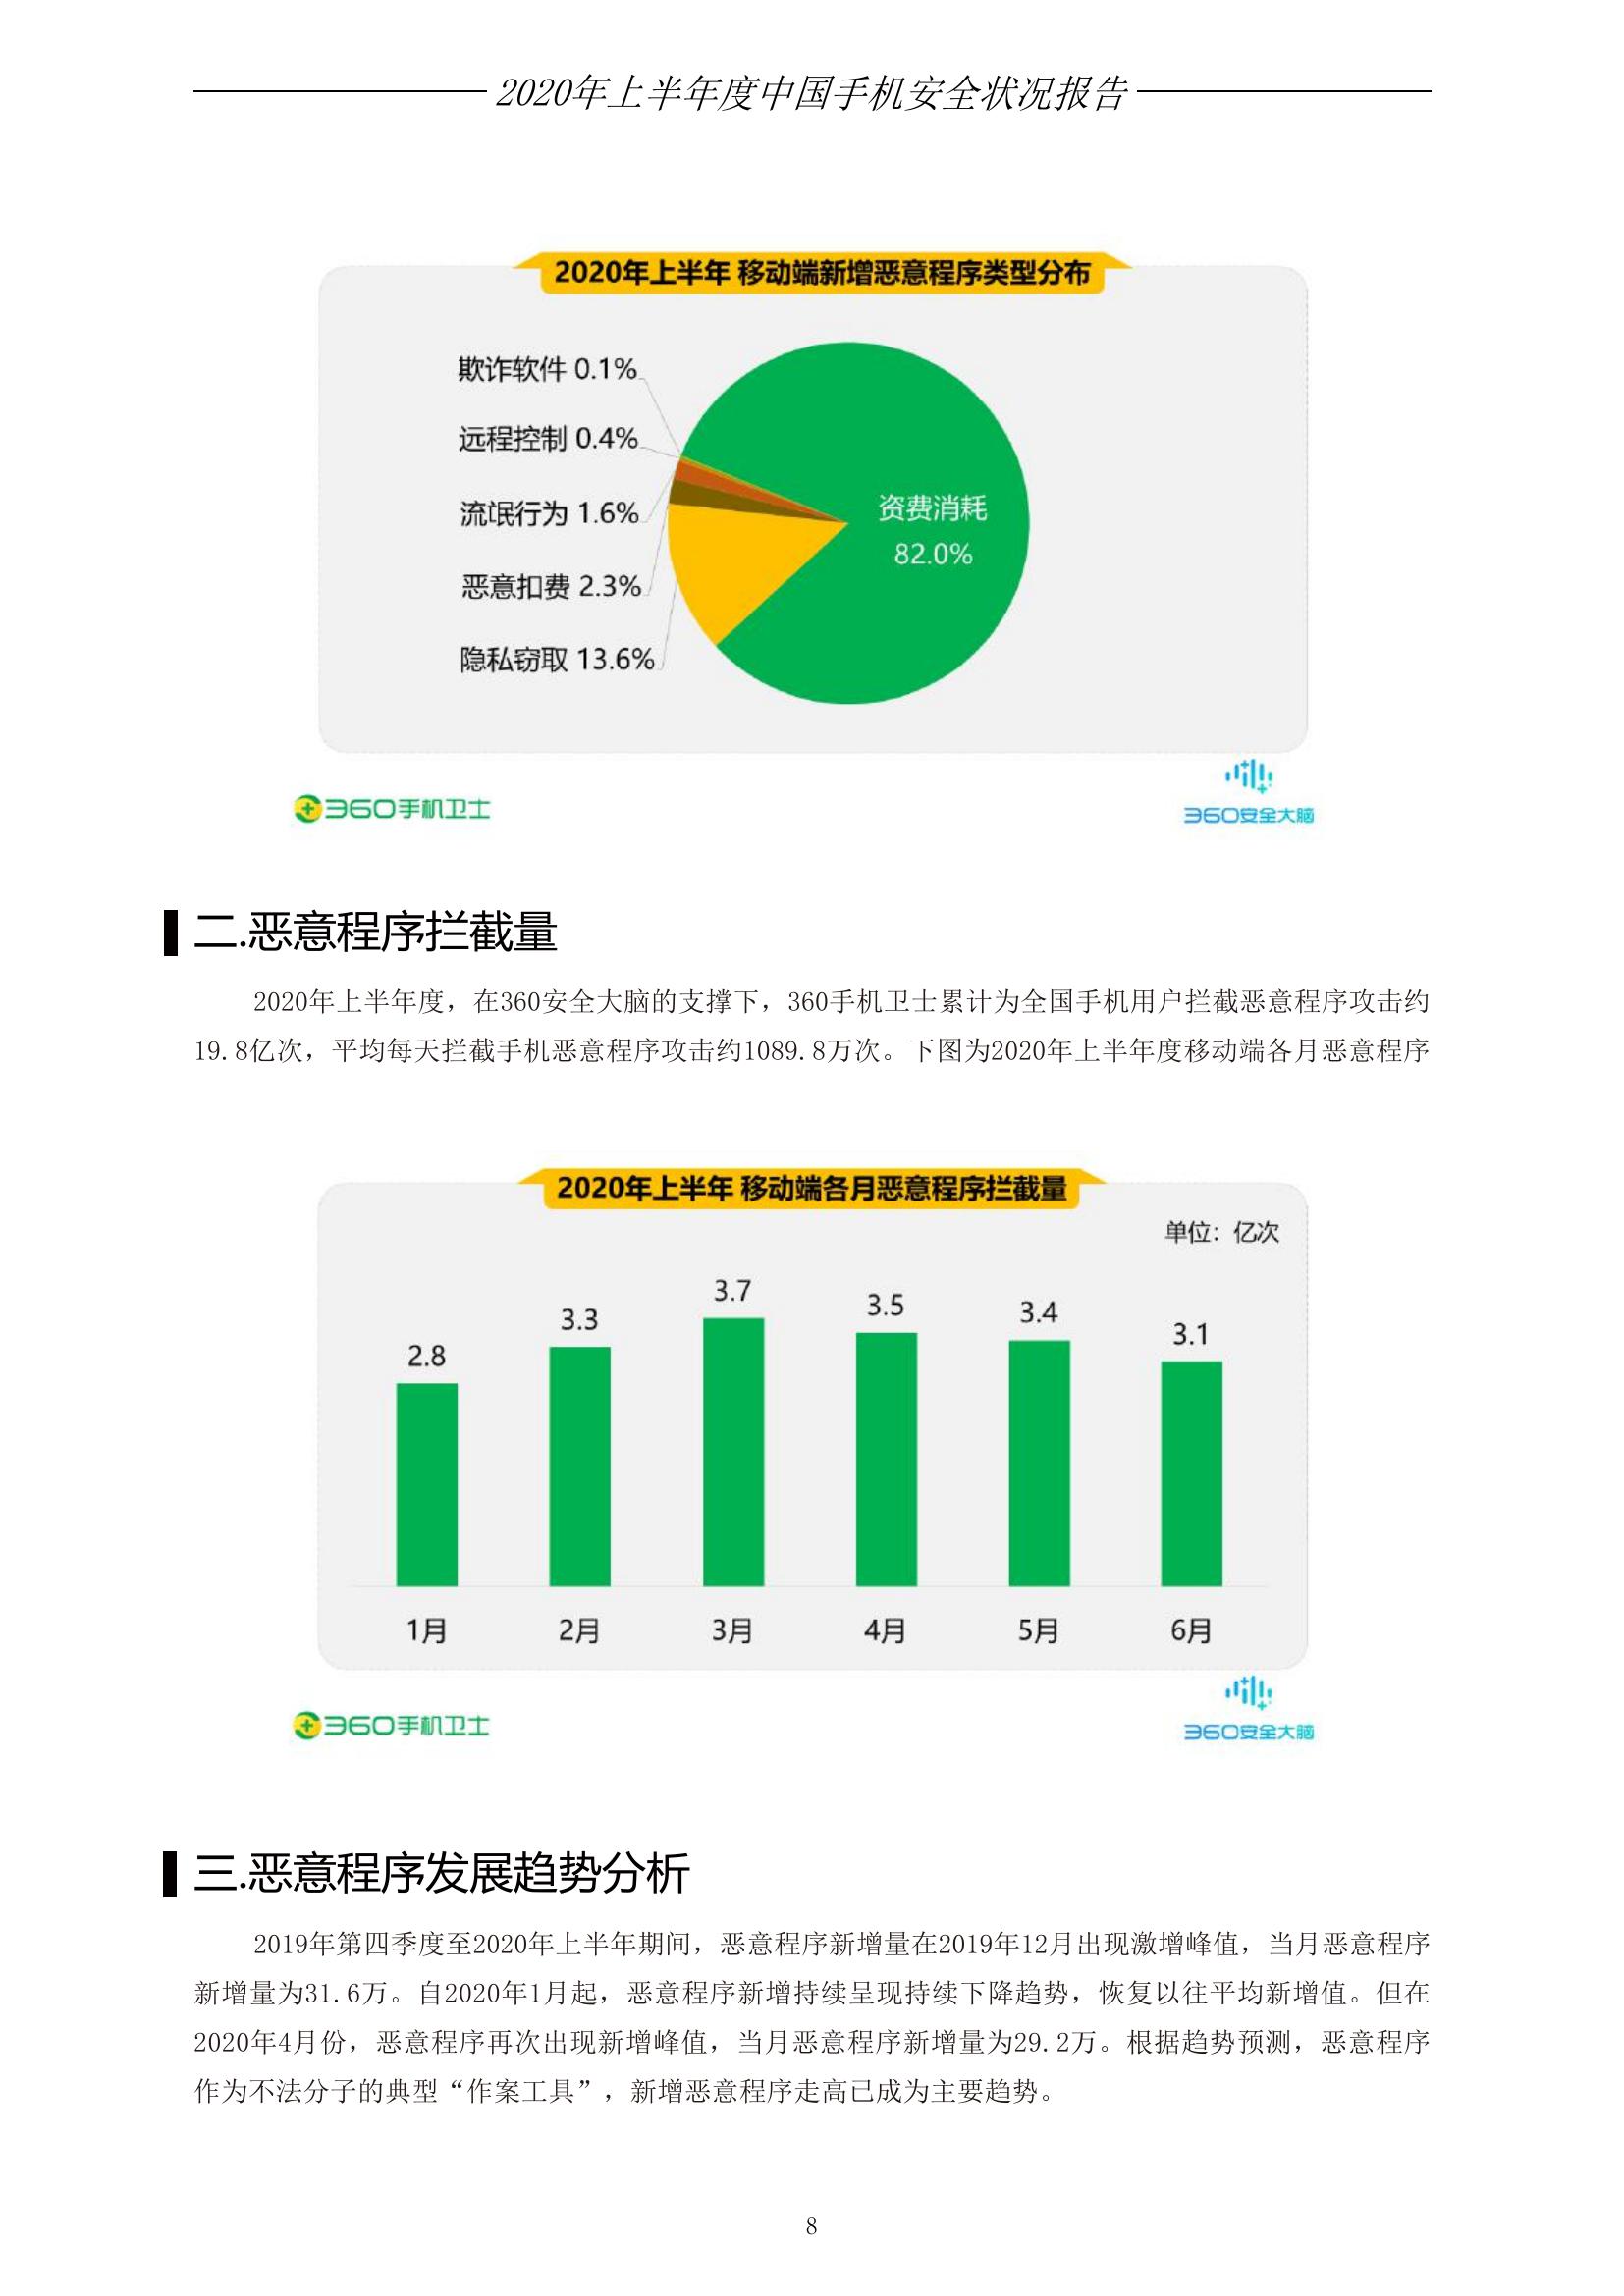 2020年上半年度中国手机安全状况报告
2020年上半年 移动端新增恶意程序类型分布
欺诈软件 0.1%
远程控制 0.4%
流氓行为 1.6%
恶意扣费 2.3%
隐私窃取 13.6%
资费消耗
82.0%
360手机卫士
360安全大脑
二.恶意程序拦截量
2020年上半年度，在360安全大脑的支撑下，360手机卫士累计为全国手机用户拦截恶意程序攻击约
19.8亿次，平均每天拦截手机恶意程序攻击约1089.8万次。下图为2020年上半年度移动端各月恶意程序
2020年上半年 移动端各月恶意程序拦截量
单位：亿次
2.8
3.3
3.7
3.5
3.4
3.1
1月
2月
3月
4月
5月
6月
360手机卫士
360安全大脑
三.恶意程序发展趋势分析
2019年第四季度至2020年上半年期间，恶意程序新增量在2019年12月出现激增峰值，当月恶意程序
新增量为31.6万。自2020年1月起，恶意程序新增持续呈现持续下降趋势，恢复以往平均新增值。但在
2020年4月份，恶意程序再次出现新增峰值，当月恶意程序新增量为29.2万。根据趋势预测，恶意程序
作为不法分子的典型“作案工具”，新增恶意程序走高已成为主要趋势。
8